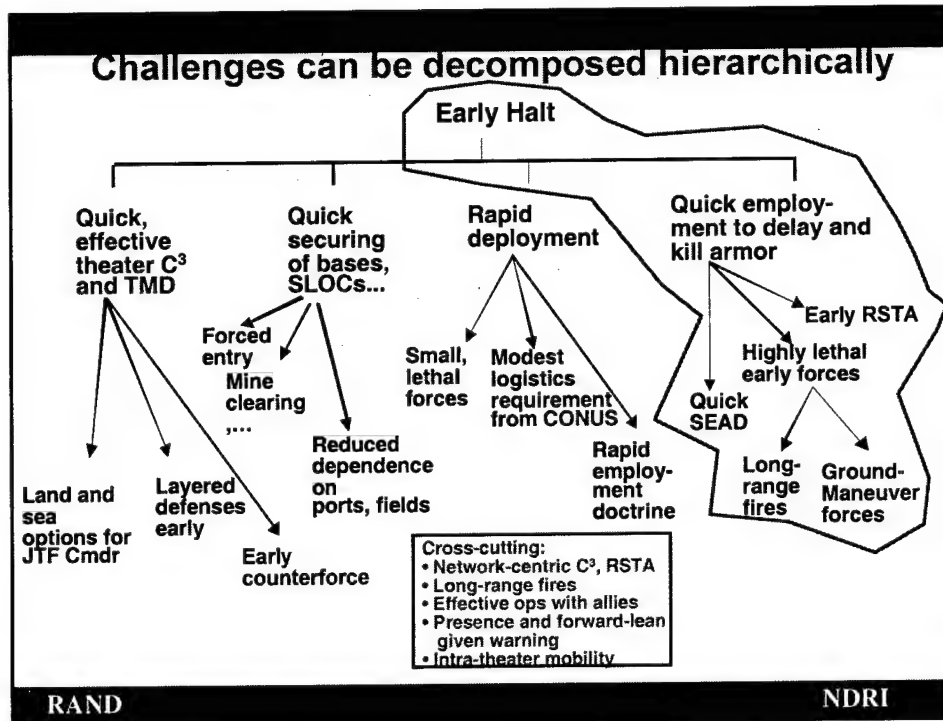 Challenges can be decomposed hierarchically
Early Halt
Quick,
effective
theater C³
and TMD
Land and
sea
options for
JTF Cmdr
Layered
defenses
early
Early
counterforce
Quick
securing
of bases,
SLOCs...
Forced
entry
Mine
clearing
,...
Reduced
dependence
on
ports, fields
Rapid
deployment
Small,
lethal
forces
Modest
logistics
requirement
from CONUS
Rapid
employ-
ment
doctrine
Quick employ-
ment to delay and
kill armor
Early RSTA
Highly lethal
early forces
Quick
SEAD
Long-
range
fires
Ground-
Maneuver
forces
Cross-cutting:
• Network-centric C³, RSTA
• Long-range fires
• Effective ops with allies
• Presence and forward-lean
given warning
• Intra-theater mobility
RAND
NDRI